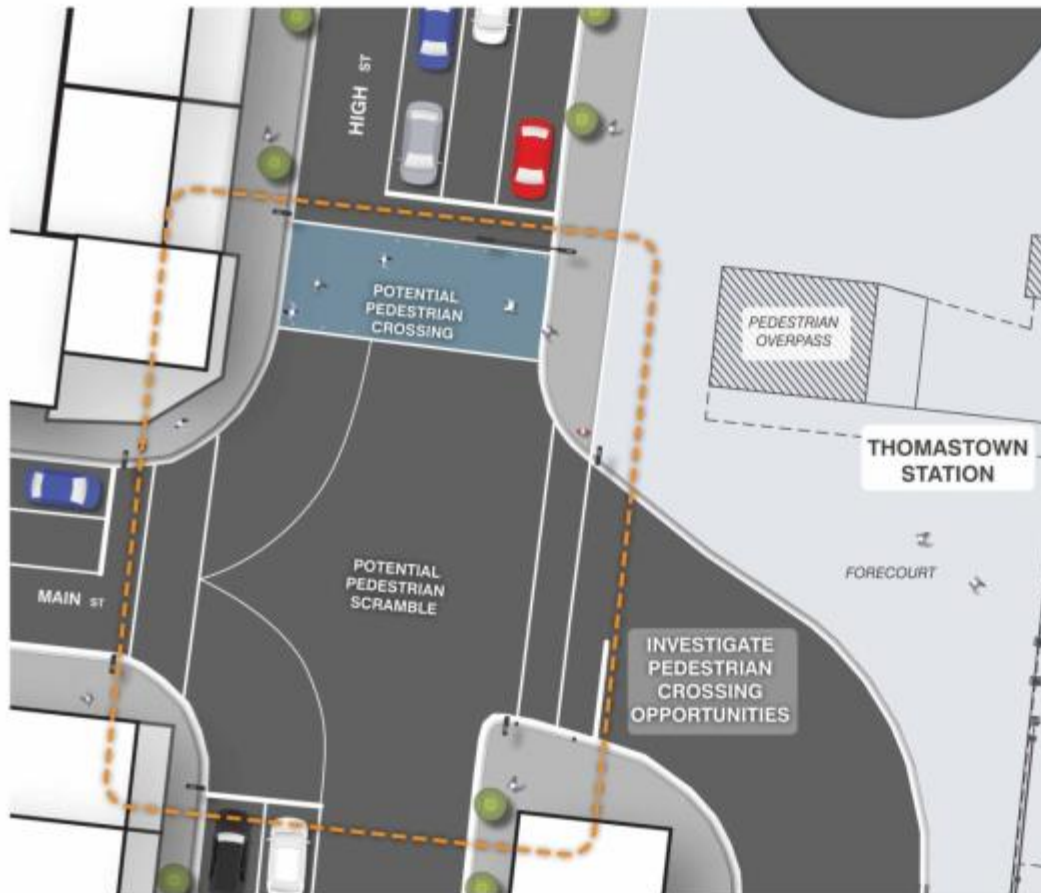 HIGH ST
POTENTIAL
PEDESTRIAN
CROSSING
PEDESTRIAN
OVERPASS
THOMASTOWN
STATION
FORECOURT
POTENTIAL
PEDESTRIAN
SCRAMBLE
MAIN ST
INVESTIGATE
PEDESTRIAN
CROSSING
OPPORTUNITIES